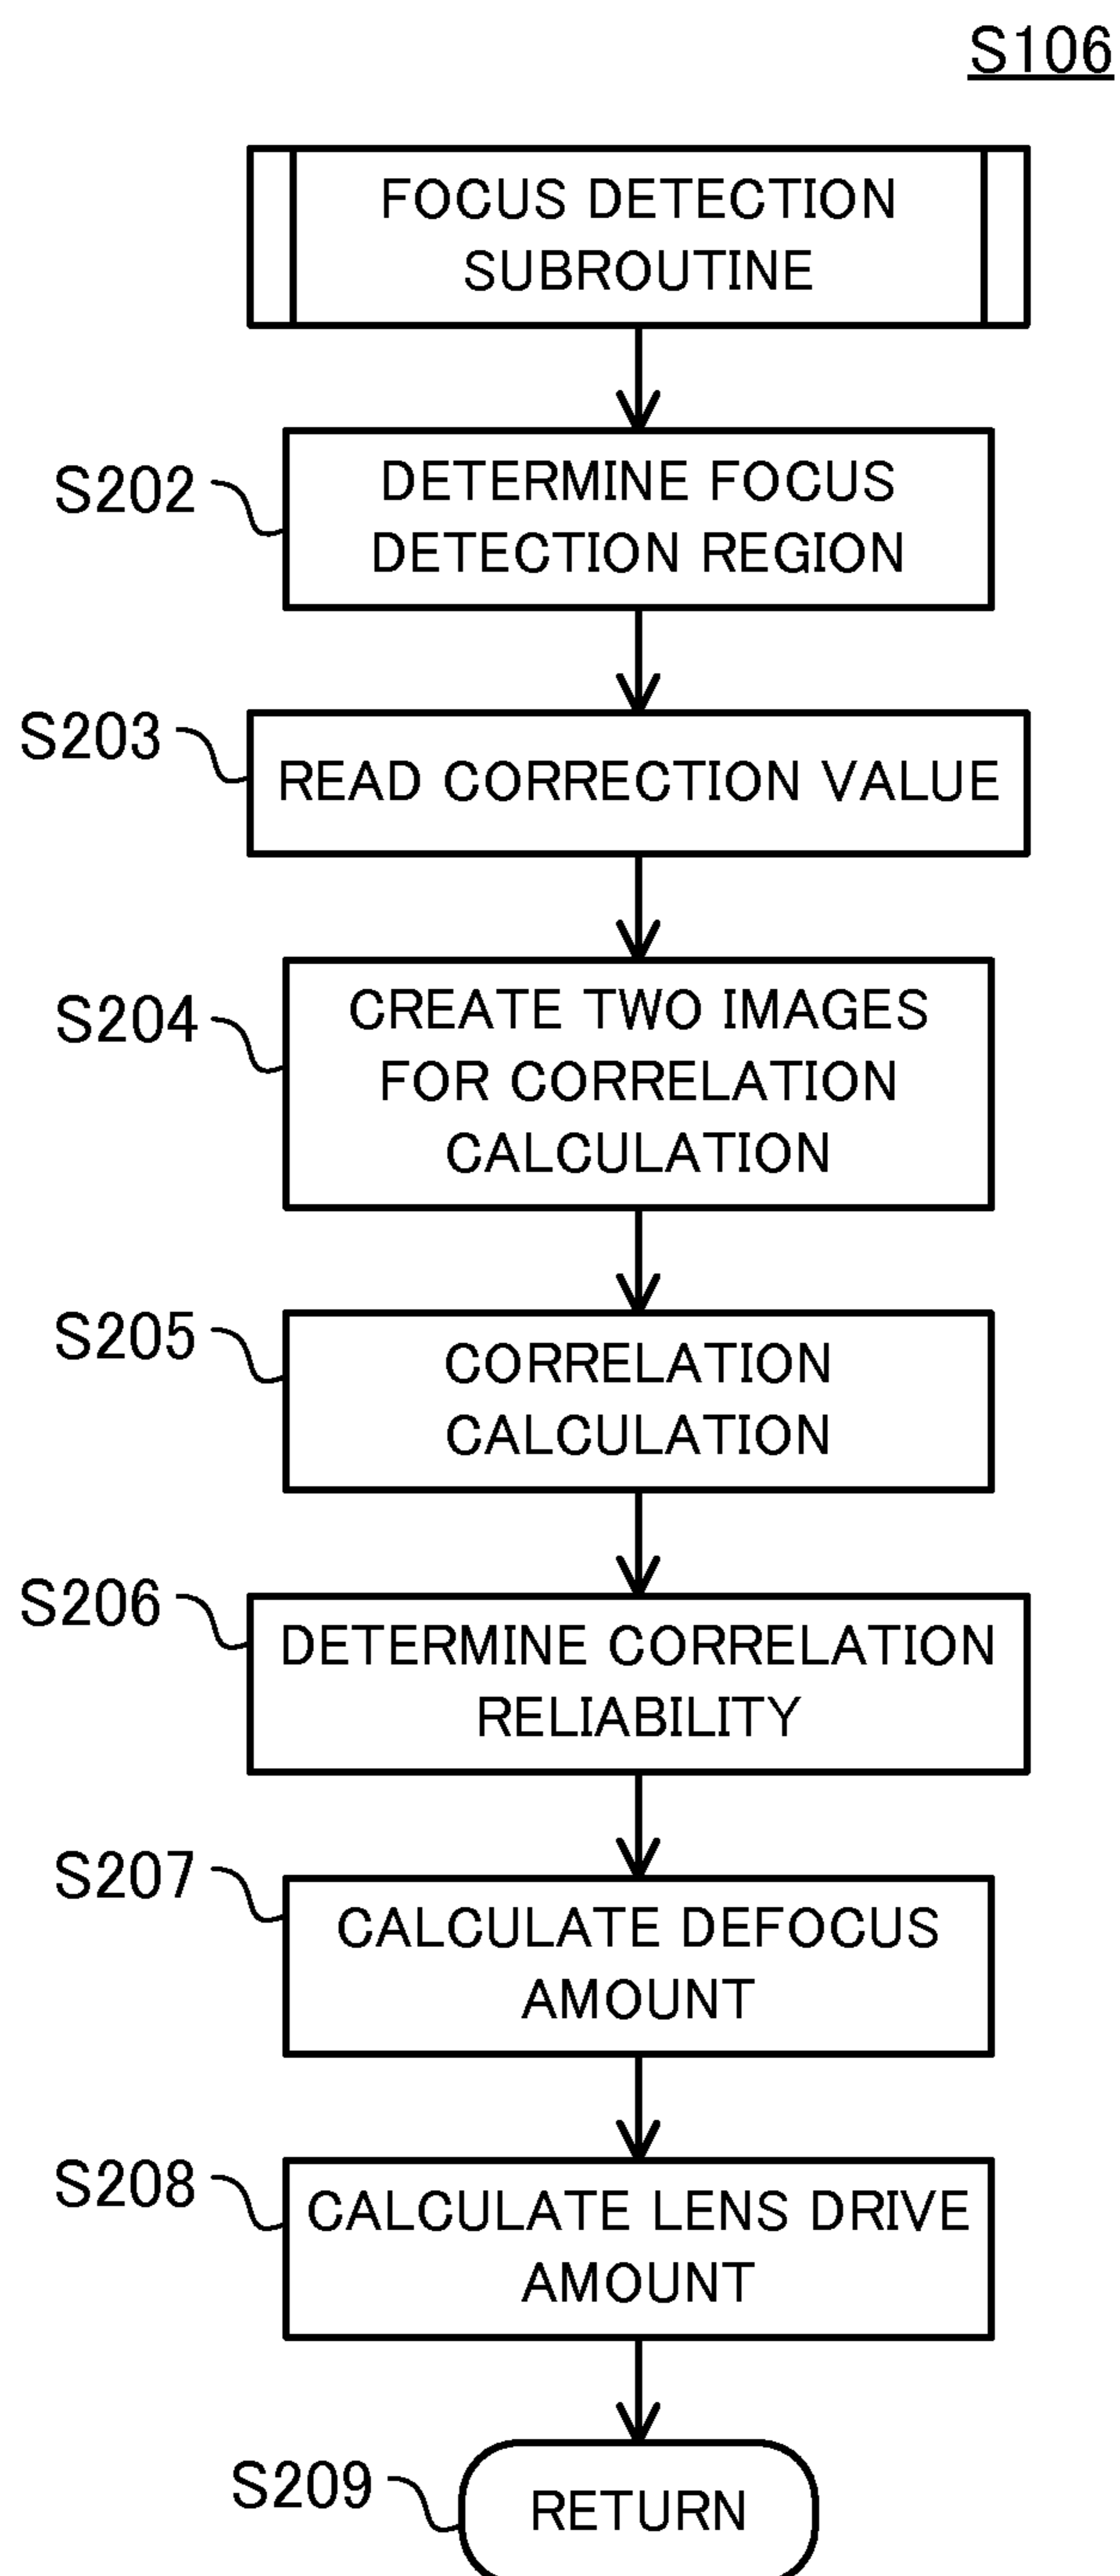 S106
FOCUS DETECTION
SUBROUTINE
S202
DETERMINE FOCUS
DETECTION REGION
S203
READ CORRECTION VALUE
S204
CREATE TWO IMAGES
FOR CORRELATION
CALCULATION
S205
CORRELATION
CALCULATION
S206
DETERMINE CORRELATION
RELIABILITY
S207
CALCULATE DEFOCUS
AMOUNT
S208
CALCULATE LENS DRIVE
AMOUNT
S209
RETURN